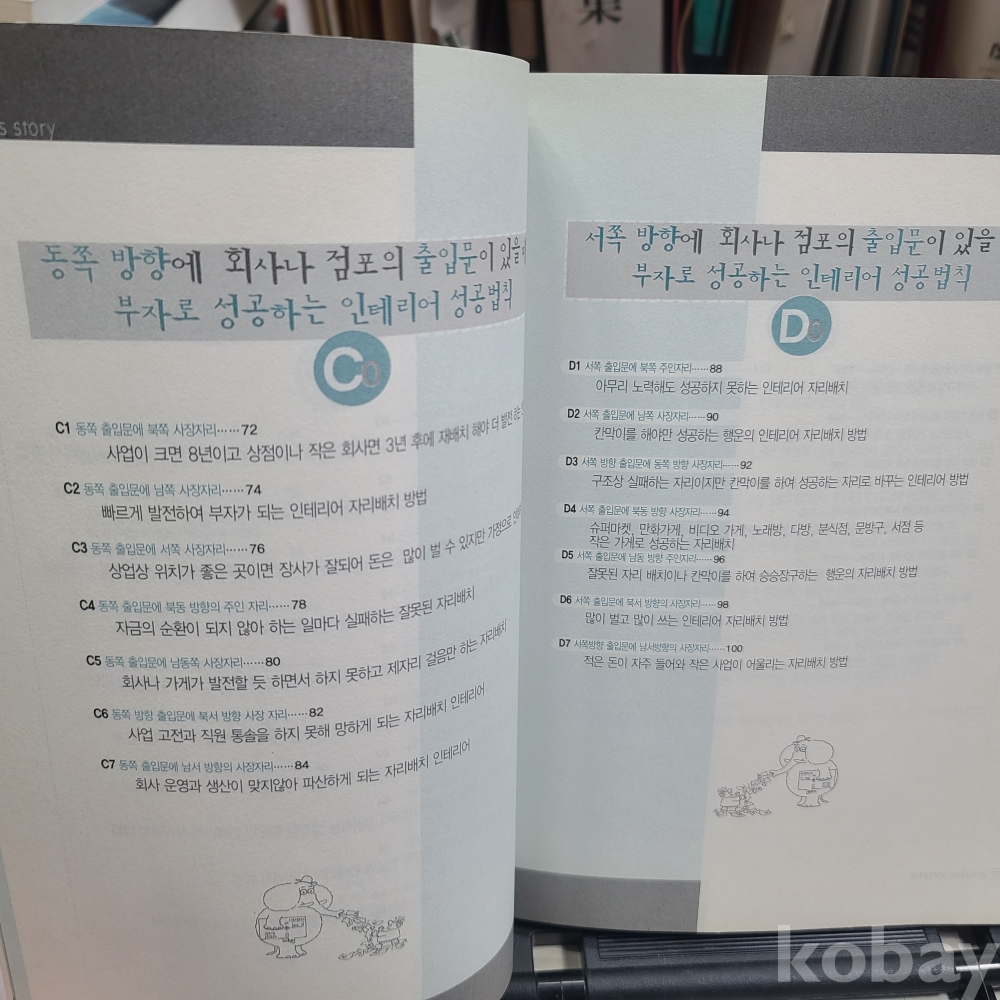 集
s story
동쪽 방향에 회사나 점포의 출입문이 있을
부자로 성공하는 인테리어 성공법칙
Co
C1 동쪽 출입문에 북쪽 사장자리……72
사업이 크면 8년이고 상점이나 작은 회사면 3년 후에 재배치 해야 더 발전
C2 동쪽 출입문에 남쪽 사장자리……74
빠르게 발전하여 부자가 되는 인테리어 자리배치 방법
C3 동쪽 출입문에 서쪽 사장자리……76
상업상 위치가 좋은 곳이면 장사가 잘되어 돈은 많이 벌 수 있지만 가정으로
C4 동쪽 출입문에 북동 방향의 주인 자리……78
자금의 순환이 되지 않아 하는 일마다 실패하는 잘못된 자리배치
C5 동쪽 출입문에 남동쪽 사장자리……80
회사나 가게가 발전할 듯 하면서 하지 못하고 제자리 걸음만 하는 자리배치
C6 동쪽 방향 출입문에 북서 방향 사장 자리……82
사업 고전과 직원 통솔을 하지 못해 망하게 되는 자리배치 인테리어
C7 동쪽 출입문에 남서 방향의 사장자리……84
회사 운영과 생산이 맞지않아 파산하게 되는 자리배치 인테리어
서쪽 방향에 회사나 점포의 출입문이 있을
부자로 성공하는 인테리어 성공법칙
Do
D1 서쪽 출입문에 북쪽 주인자리……88
아무리 노력해도 성공하지 못하는 인테리어 자리배치
D2 서쪽 출입문에 남쪽 사장자리……90
칸막이를 해야만 성공하는 행운의 인테리어 자리배치 방법
D3 서쪽 방향 출입문에 동쪽 방향 사장자리……92
구조상 실패하는 자리이지만 칸막이를 하여 성공하는 자리로 바꾸는 인테리어 방법
D4 서쪽 출입문에 북동 방향 사장자리……94
슈퍼마켓, 만화가게, 비디오 가게, 노래방, 다방, 분식점, 문방구, 서점 등
작은 가게로 성공하는 자리배치
D5 서쪽 출입문에 남동 방향 주인자리……96
잘못된 자리 배치이나 칸막이를 하여 승승장구하는 행운의 자리배치 방법
D6 서쪽 출입문에 북서 방향의 사장자리……98
많이 벌고 많이 쓰는 인테리어 자리배치 방법
D7 서쪽방향 출입문에 남서방향의 사장자리……100
적은 돈이 자주 들어와 작은 사업이 어울리는 자리배치 방법
kobay